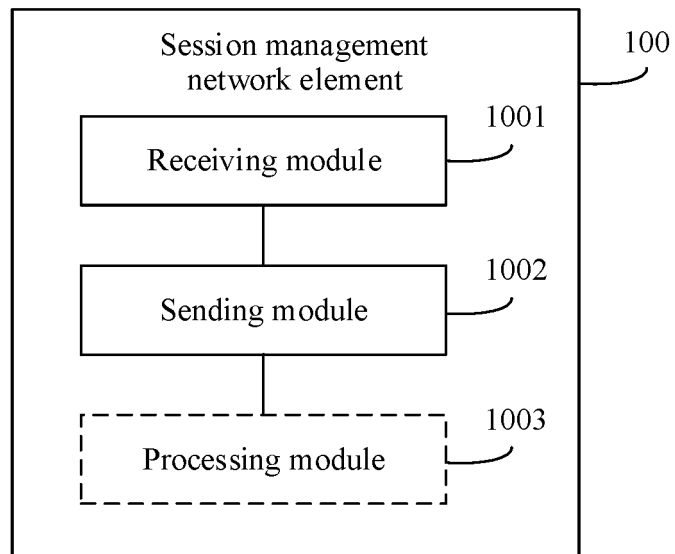 Session management
network element
100
1001
Receiving module
1002
Sending module
1003
Processing module